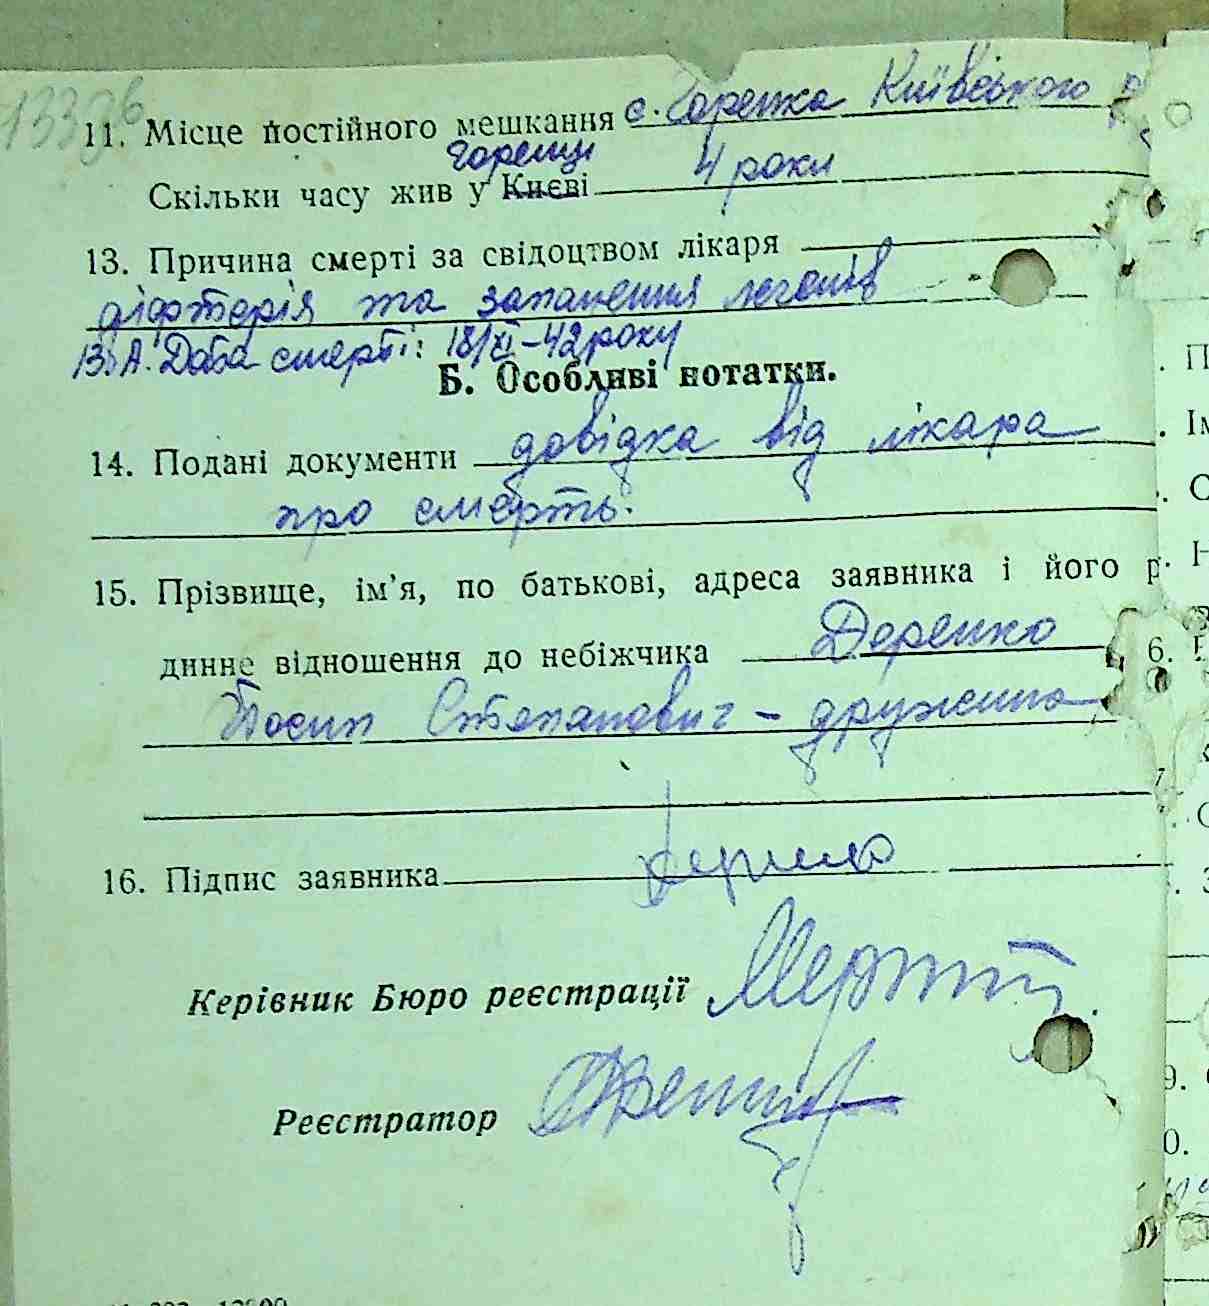 133зв
11. Місце постійного мешкання с. Горенка Київського р
Горенці
Скільки часу жив у Києві 4 роки
13. Причина смерті за свідоцтвом лікаря
діфтерія та запалення легенів
13 А. Даба смерті: 18/XI-42 року
Б. Особливі нотатки.
14. Подані документи довідка від лікара
про смерть.
15. Прізвище, ім’я, по батькові, адреса заявника і його р
динне відношення до небіжчика Деренко
Йосип Степанович - дружина
16. Підпис заявника
Керівник Бюро реєстрації
Реєстратор